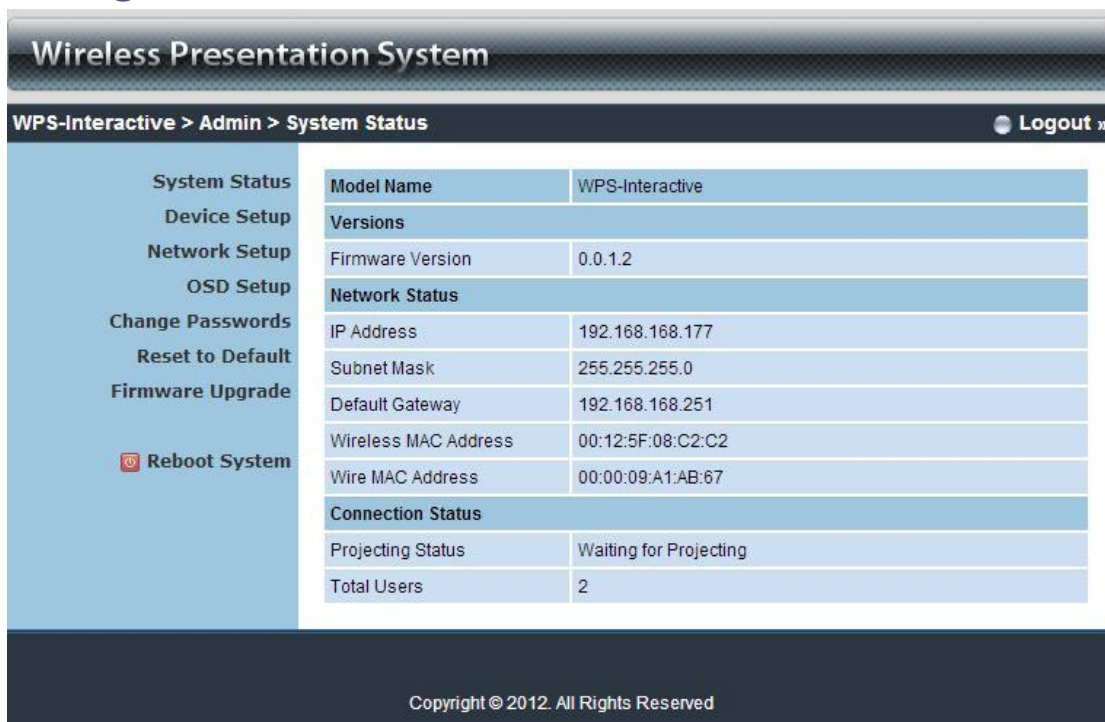 Wireless Presentation System
WPS-Interactive > Admin > System Status
Logout »
System Status
Device Setup
Network Setup
OSD Setup
Change Passwords
Reset to Default
Firmware Upgrade
Reboot System
Model Name WPS-Interactive
Versions
Firmware Version 0.0.1.2
Network Status
IP Address 192.168.168.177
Subnet Mask 255.255.255.0
Default Gateway 192.168.168.251
Wireless MAC Address 00:12:5F:08:C2:C2
Wire MAC Address 00:00:09:A1:AB:67
Connection Status
Projecting Status Waiting for Projecting
Total Users 2
Copyright © 2012. All Rights Reserved